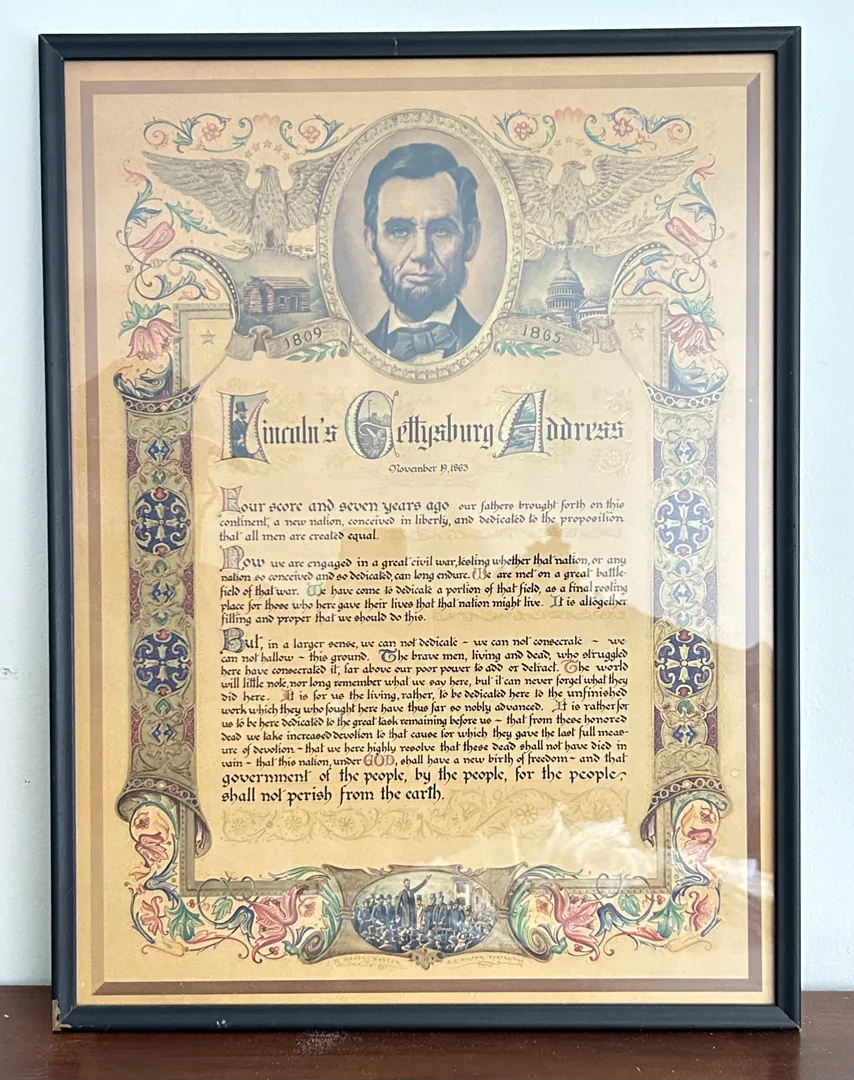 1809
1865
Lincoln's Gettysburg Address
November 19, 1863
Four score and seven years ago our fathers brought forth on this
continent, a new nation, conceived in liberty, and dedicated to the proposition
that all men are created equal.
Now we are engaged in a great civil war, testing whether that nation, or any
nation so conceived and so dedicated, can long endure. We are met on a great battle-
field of that war. We have come to dedicate a portion of that field, as a final resting
place for those who here gave their lives that that nation might live. It is altogether
fitting and proper that we should do this.
But, in a larger sense, we can not dedicate ~ we can not consecrate ~ we
can not hallow ~ this ground. The brave men, living and dead, who struggled
here have consecrated it, far above our poor power to add or detract. The world
will little note, nor long remember what we say here, but it can never forget what they
did here. It is for us the living, rather, to be dedicated here to the unfinished
work which they who fought here have thus far so nobly advanced. It is rather for
us to be here dedicated to the great task remaining before us ~ that from these honored
dead we take increased devotion to that cause for which they gave the last full meas-
ure of devotion ~ that we here highly resolve that these dead shall not have died in
vain ~ that this nation, under GOD, shall have a new birth of freedom ~ and that
government of the people, by the people, for the people,
shall not perish from the earth.